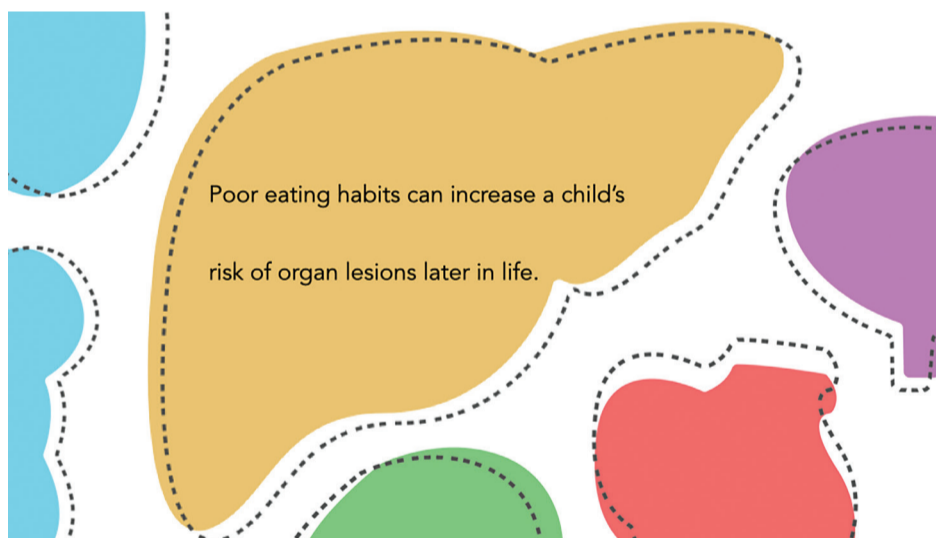 Poor eating habits can increase a child’s
risk of organ lesions later in life.